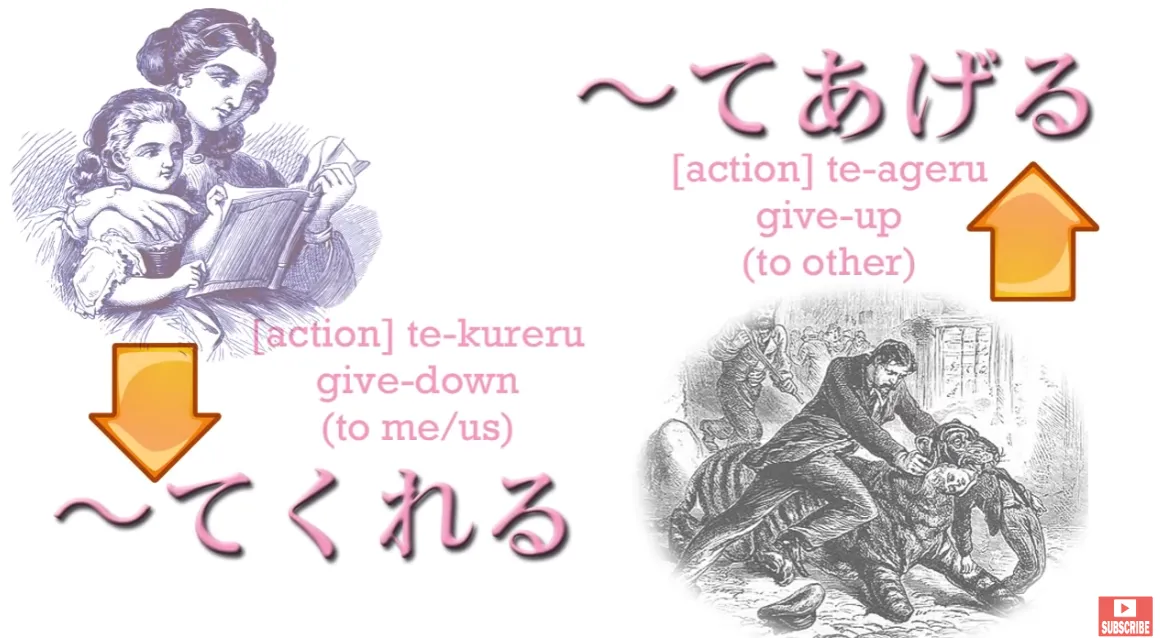 ～てあげる
[action] te-ageru
give-up
(to other)
[action] te-kureru
give-down
(to me/us)
～てくれる
SUBSCRIBE